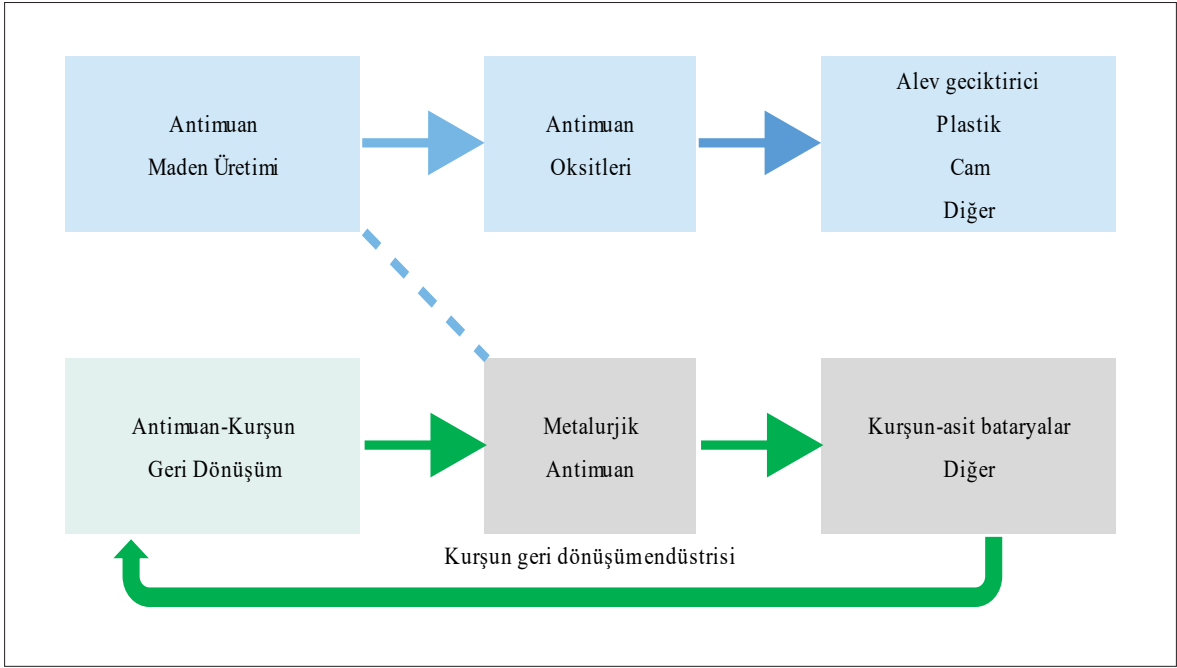 Antimuan
Maden Üretimi
Antimuan
Oksitleri
Alev geciktirici
Plastik
Cam
Diğer
Antimuan-Kurşun
Geri Dönüşüm
Metalurjik
Antimuan
Kurşun-asit bataryalar
Diğer
Kurşun geri dönüşümendüstrisi